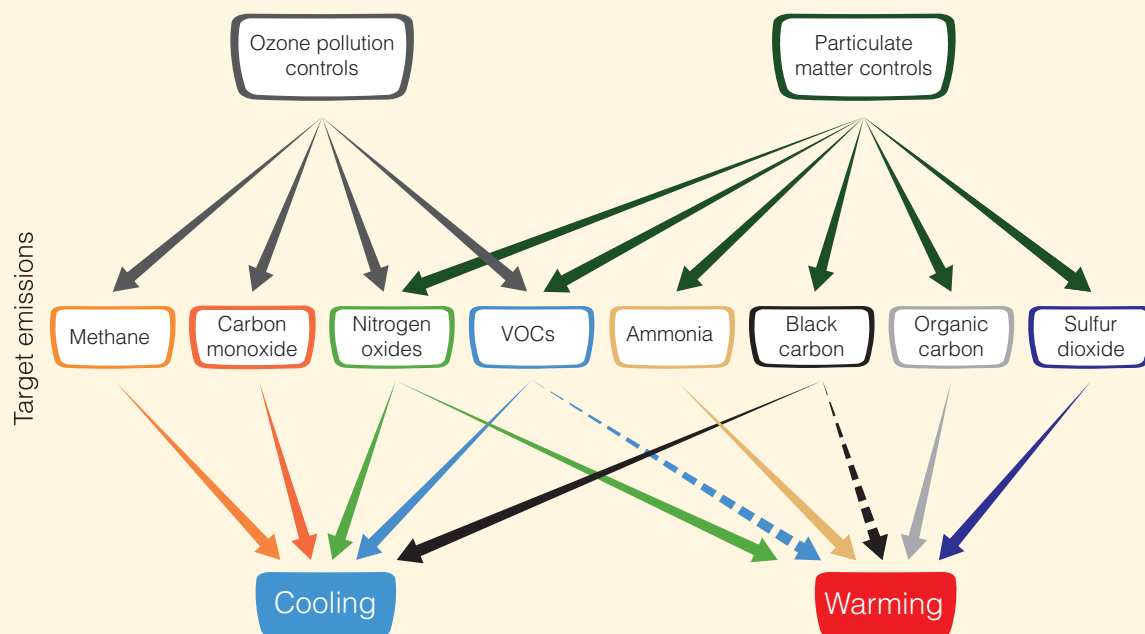 Ozone pollution
controls
Particulate
matter controls
Target emissions
Methane
Carbon
monoxide
Nitrogen
oxides
VOCs
Ammonia
Black
carbon
Organic
carbon
Sulfur
dioxide
Cooling
Warming